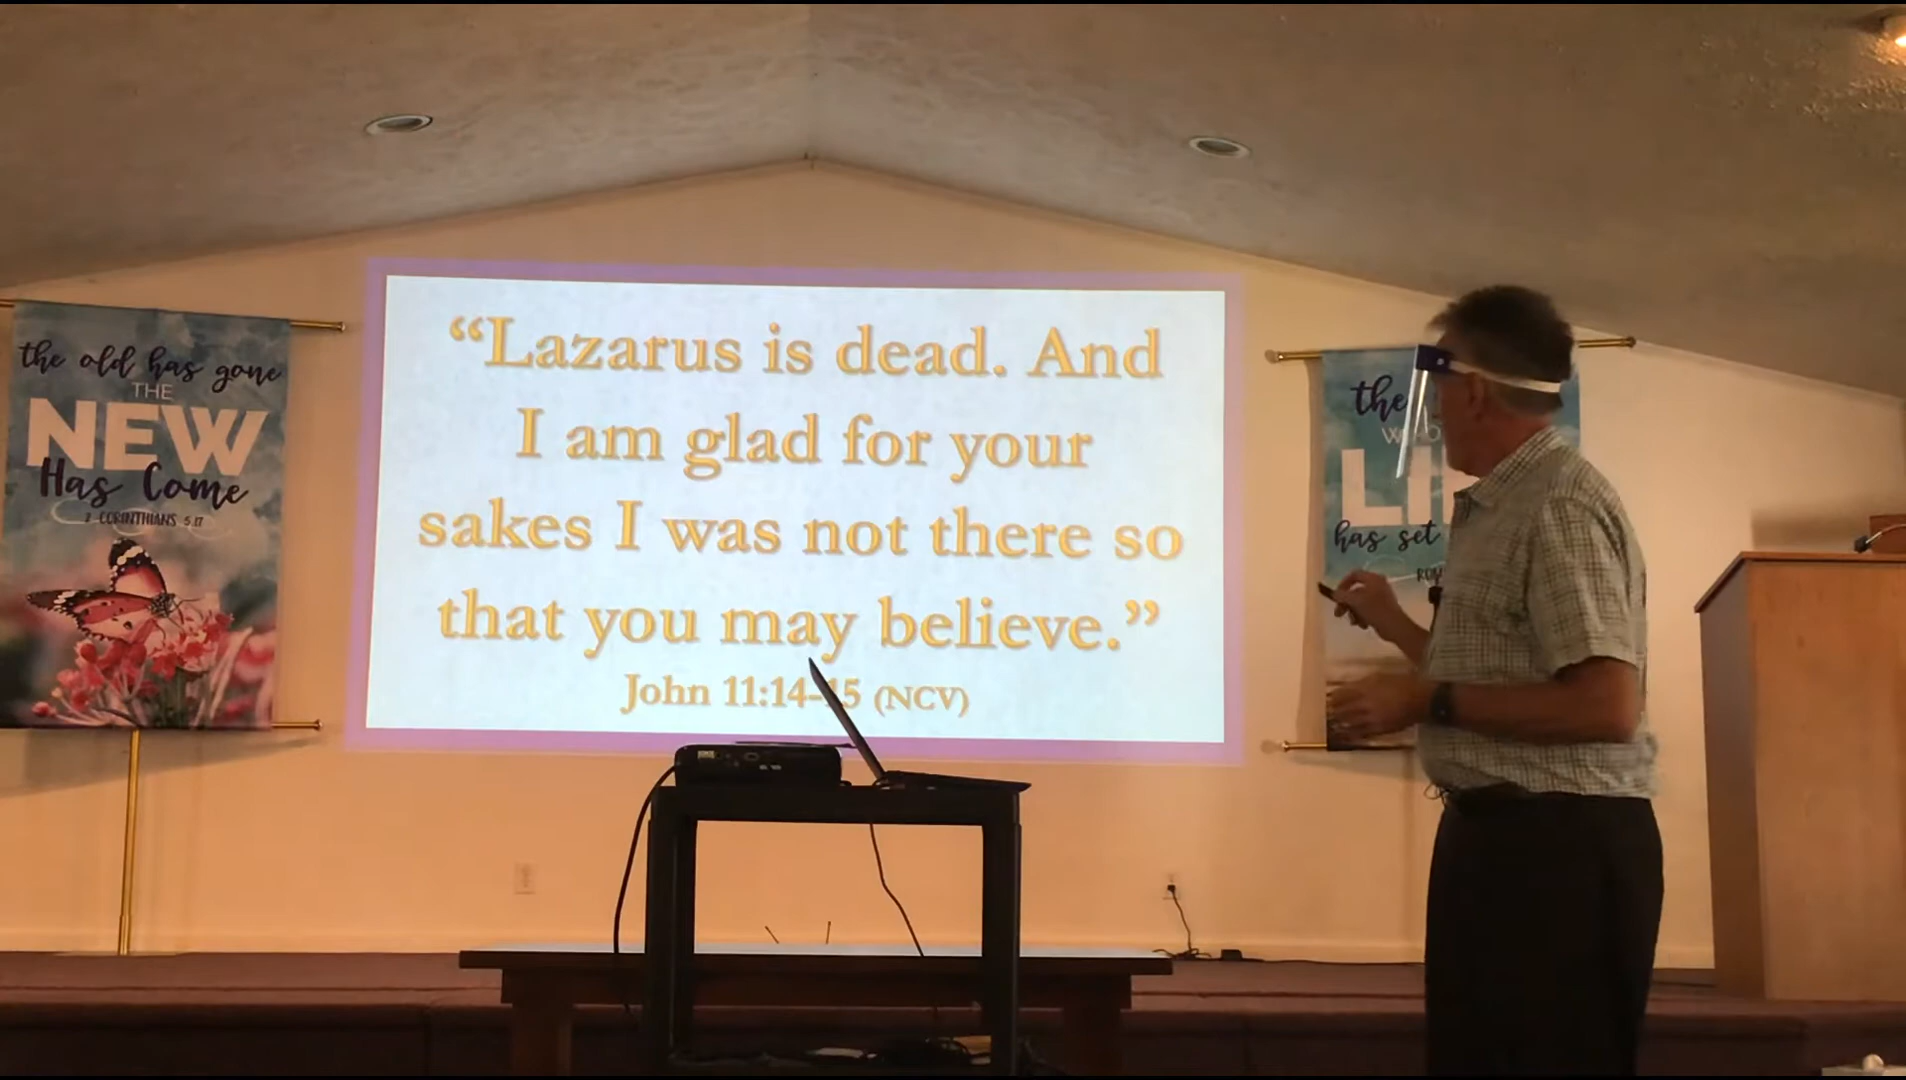 the old has gone
THE
NEW
Has Come
2 CORINTHIANS 5:17
“Lazarus is dead. And
I am glad for your
sakes I was not there so
that you may believe.”
John 11:14-15 (NCV)
the
has set